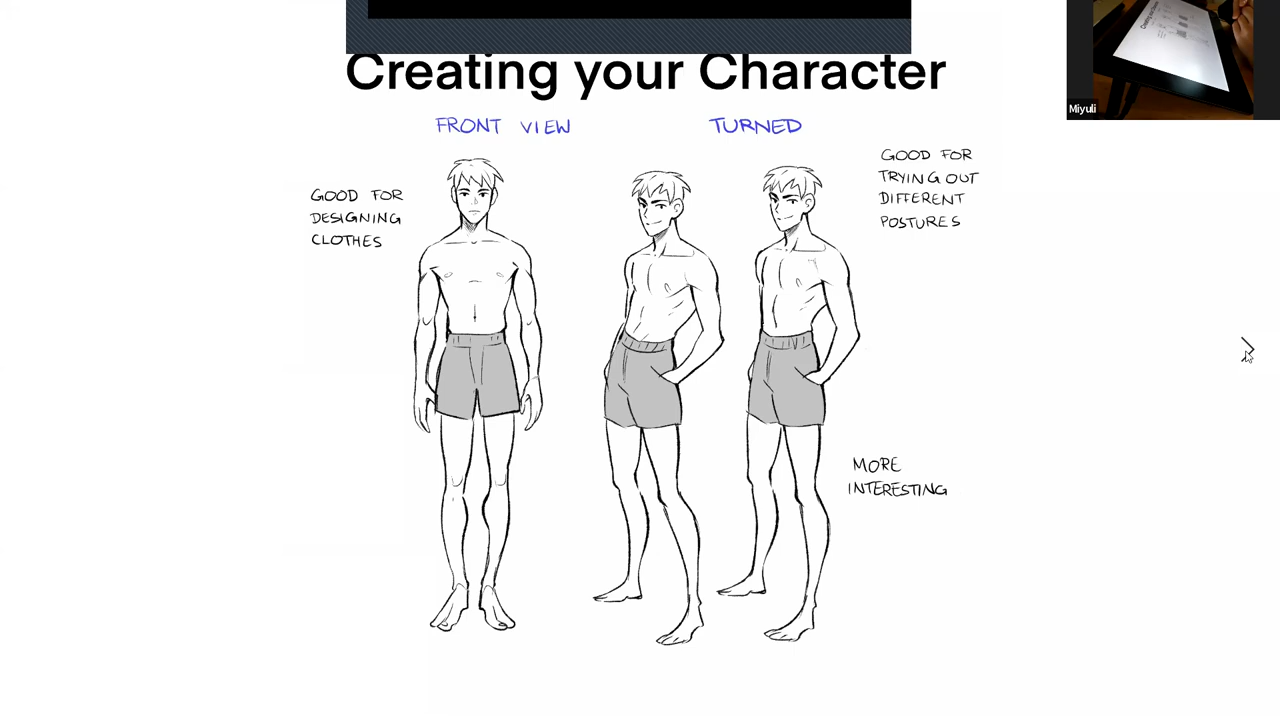 Creating your Character
Miyuli
FRONT VIEW
TURNED
GOOD FOR
DESIGNING
CLOTHES
GOOD FOR
TRYING OUT
DIFFERENT
POSTURES
MORE
INTERESTING